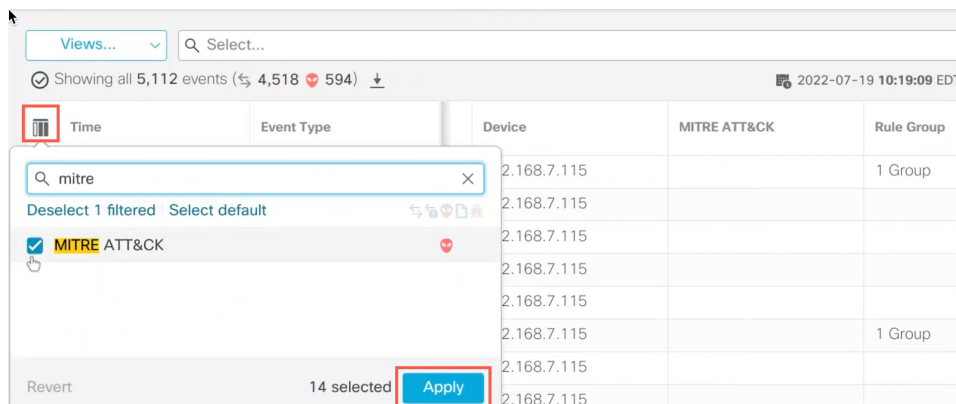 Views...
Select...
Showing all 5,112 events (4,518 594)
2022-07-19 10:19:09 EDT
Time Event Type Device MITRE ATT&CK Rule Group
mitre
2.168.7.115 1 Group
Deselect 1 filtered Select default
2.168.7.115
MITRE ATT&CK
2.168.7.115
2.168.7.115
2.168.7.115
2.168.7.115 1 Group
2.168.7.115
Revert 14 selected Apply
2.168.7.115